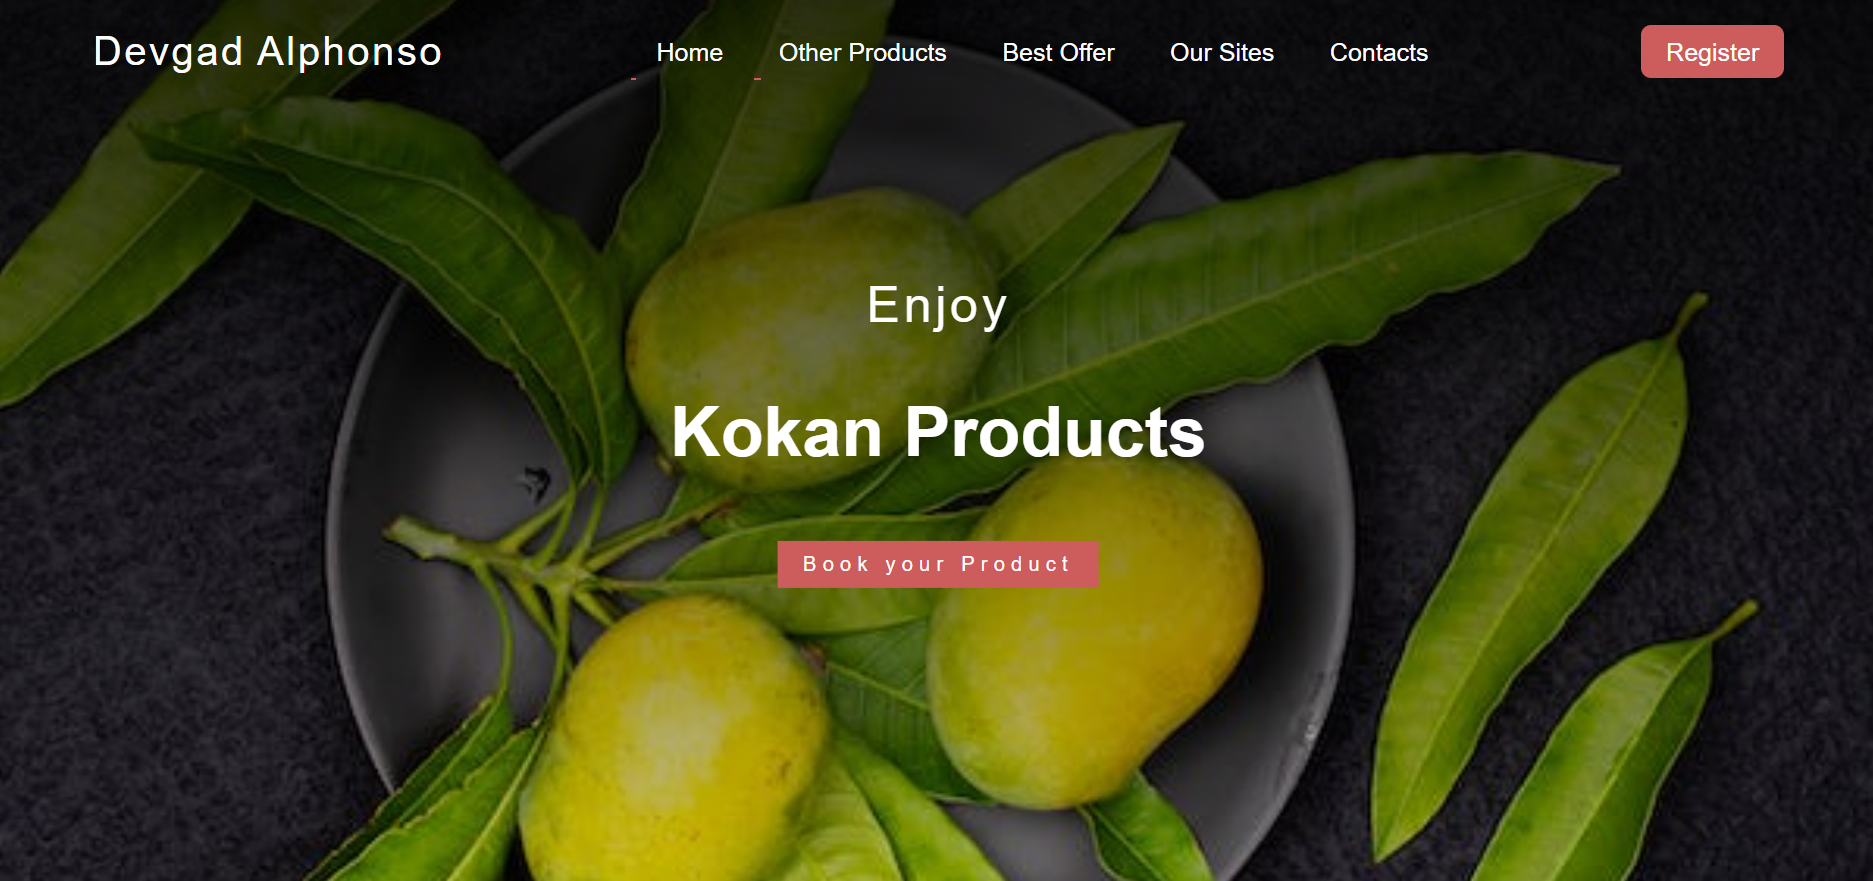 Devgad Alphonso
Home Other Products Best Offer Our Sites Contacts
Register
Enjoy
Kokan Products
Book your Product